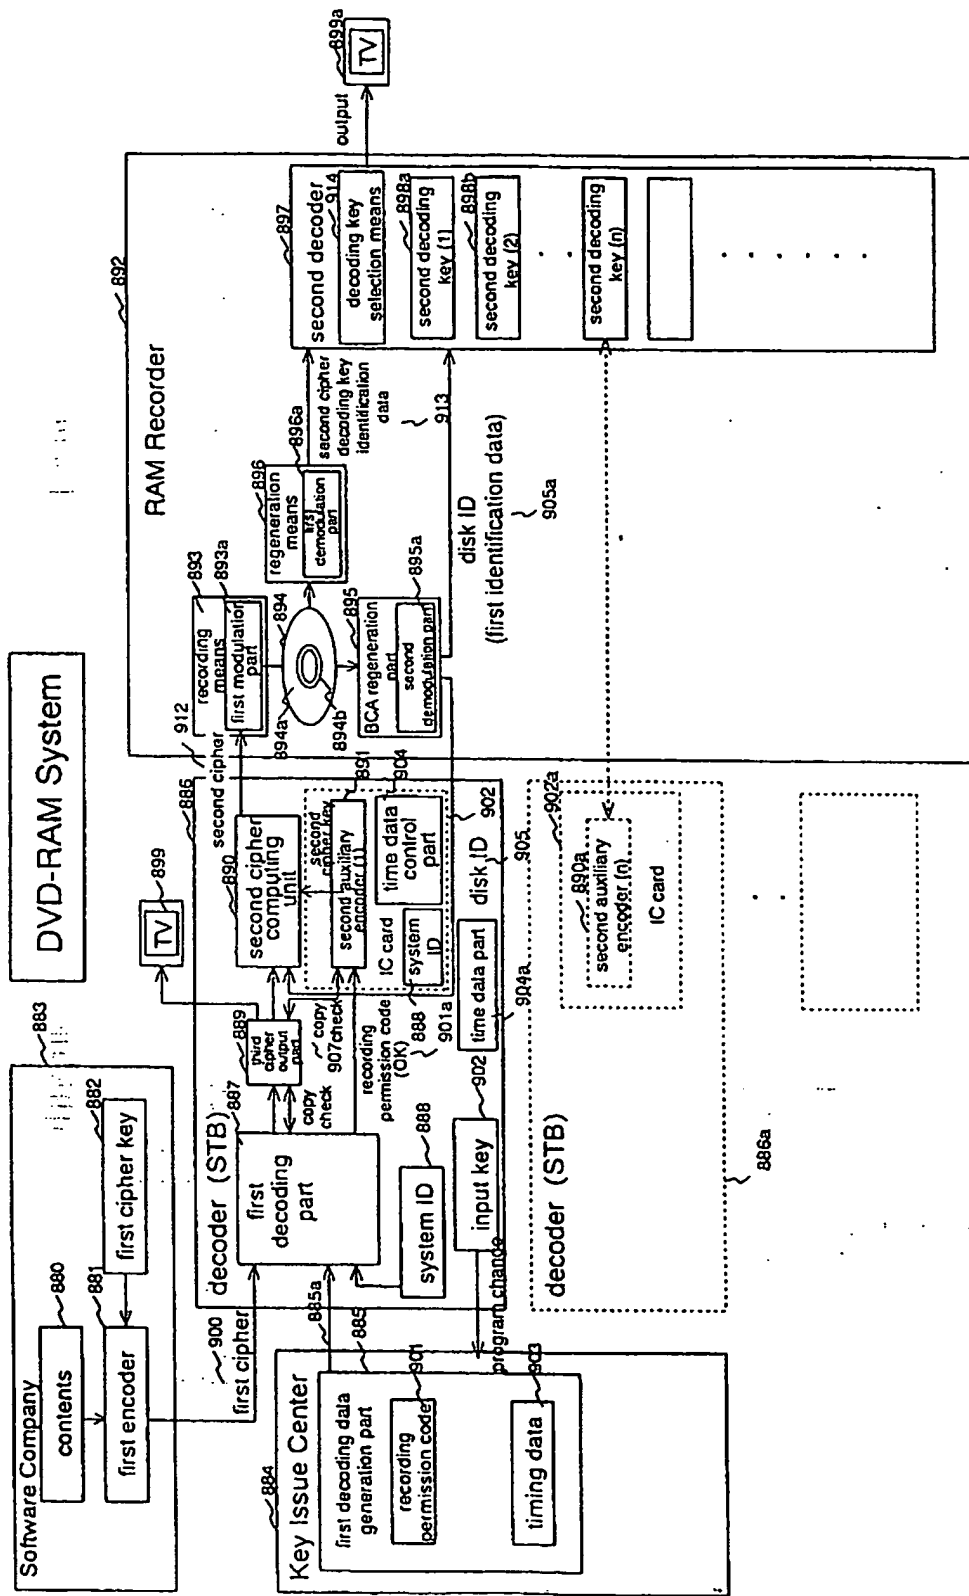 DVD-RAM System
Software Company
883
contents
880
first encoder
881
first cipher key
882
900
first cipher
Key Issue Center
884
first decoding data
generation part
885
885a
recording
permission code
901
timing data
903
program change
decoder (STB)
886
first
decoding
part
887
copy
check
third
cipher
output
part
889
TV
899
system ID
888
input key
902
copy
check
907
recording
permission code
(OK)
901a
second cipher
computing
unit
890
second cipher key
second auxiliary
encoder (1)
891
IC card
system
ID
888
time data
control
part
904
902
time data part
904a
disk ID
905
second cipher
912
decoder (STB)
886a
second auxiliary
encoder (n)
890a
IC card
902a
RAM Recorder
892
recording
means
893
first modulation part
893a
894
894a
894b
regeneration
means
896
first
demodulation
part
896a
BCA regeneration
part
895
second
demodulation part
895a
second cipher
decoding key
identification
data
913
disk ID
(first identification data)
905a
second decoder
897
decoding key
selection means
914
second decoding
key (1)
898a
second decoding
key (2)
898b
second decoding
key (n)
output
TV
899a